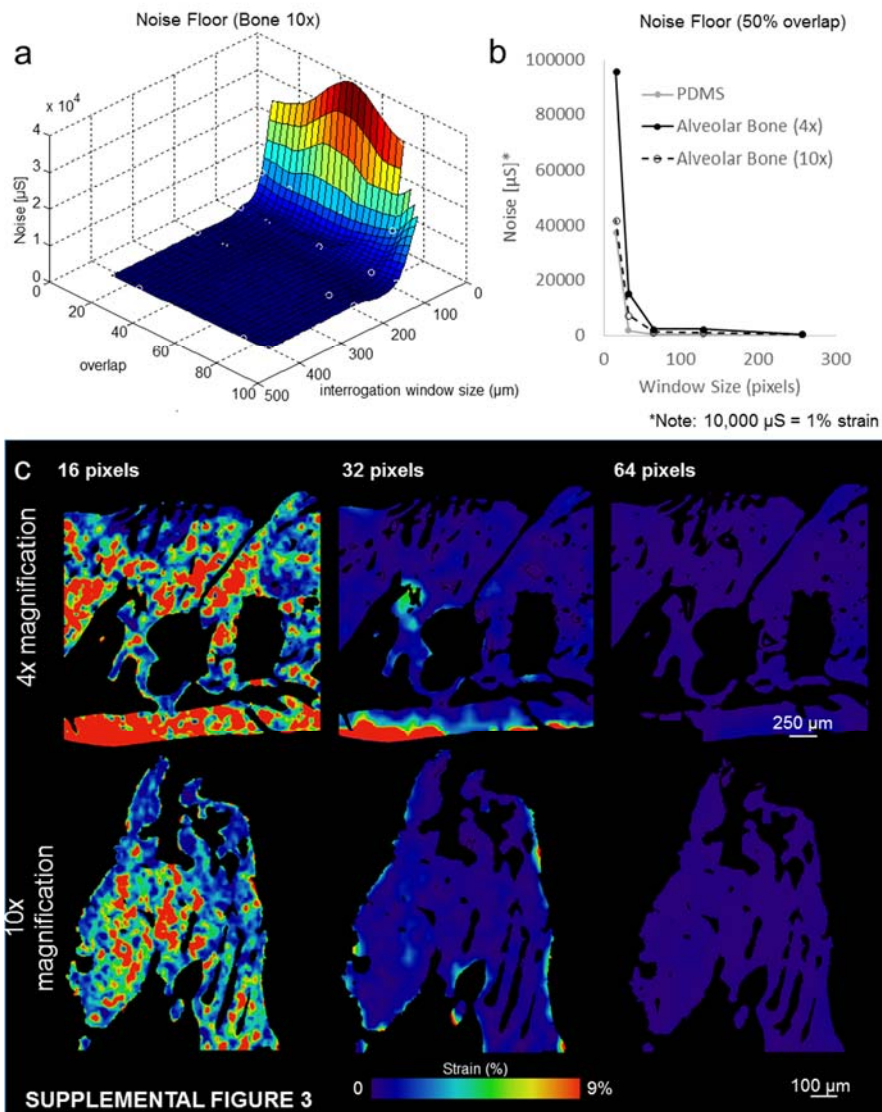 Noise Floor (Bone 10x)
a
x 10⁴
4
3
2
1
0
Noise [µS]
0
20
40
60
80
100
overlap
0
100
200
300
400
500
interrogation window size (µm)
Noise Floor (50% overlap)
b
100000
80000
60000
40000
20000
0
Noise [µS]*
PDMS
Alveolar Bone (4x)
Alveolar Bone (10x)
0 100 200 300
Window Size (pixels)
*Note: 10,000 µS = 1% strain
c
16 pixels 32 pixels 64 pixels
4x magnification
250 µm
10x
magnification
Strain (%)
0 9%
100 µm
SUPPLEMENTAL FIGURE 3